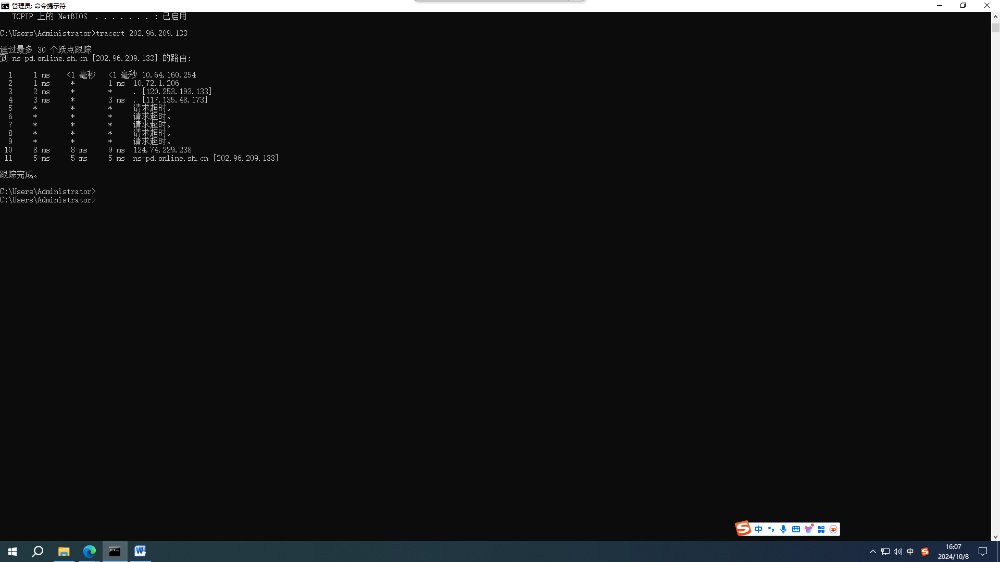 管理员: 命令提示符
TCPIP 上的 NetBIOS . . . . . . . : 已启用
C:\Users\Administrator>tracert 202.96.209.133
通过最多 30 个跃点跟踪
到 ns-pd.online.sh.cn [202.96.209.133] 的路由:
1 1 ms <1 毫秒 <1 毫秒 10.64.160.254
2 1 ms * 1 ms 10.72.1.206
3 2 ms * * . [120.253.193.133]
4 3 ms * 3 ms . [117.135.48.173]
5 * * * 请求超时。
6 * * * 请求超时。
7 * * * 请求超时。
8 * * * 请求超时。
9 * * * 请求超时。
10 8 ms 8 ms 9 ms 124.74.229.238
11 5 ms 5 ms 5 ms ns-pd.online.sh.cn [202.96.209.133]
跟踪完成。
C:\Users\Administrator>
C:\Users\Administrator>
中
中
16:07
2024/10/8